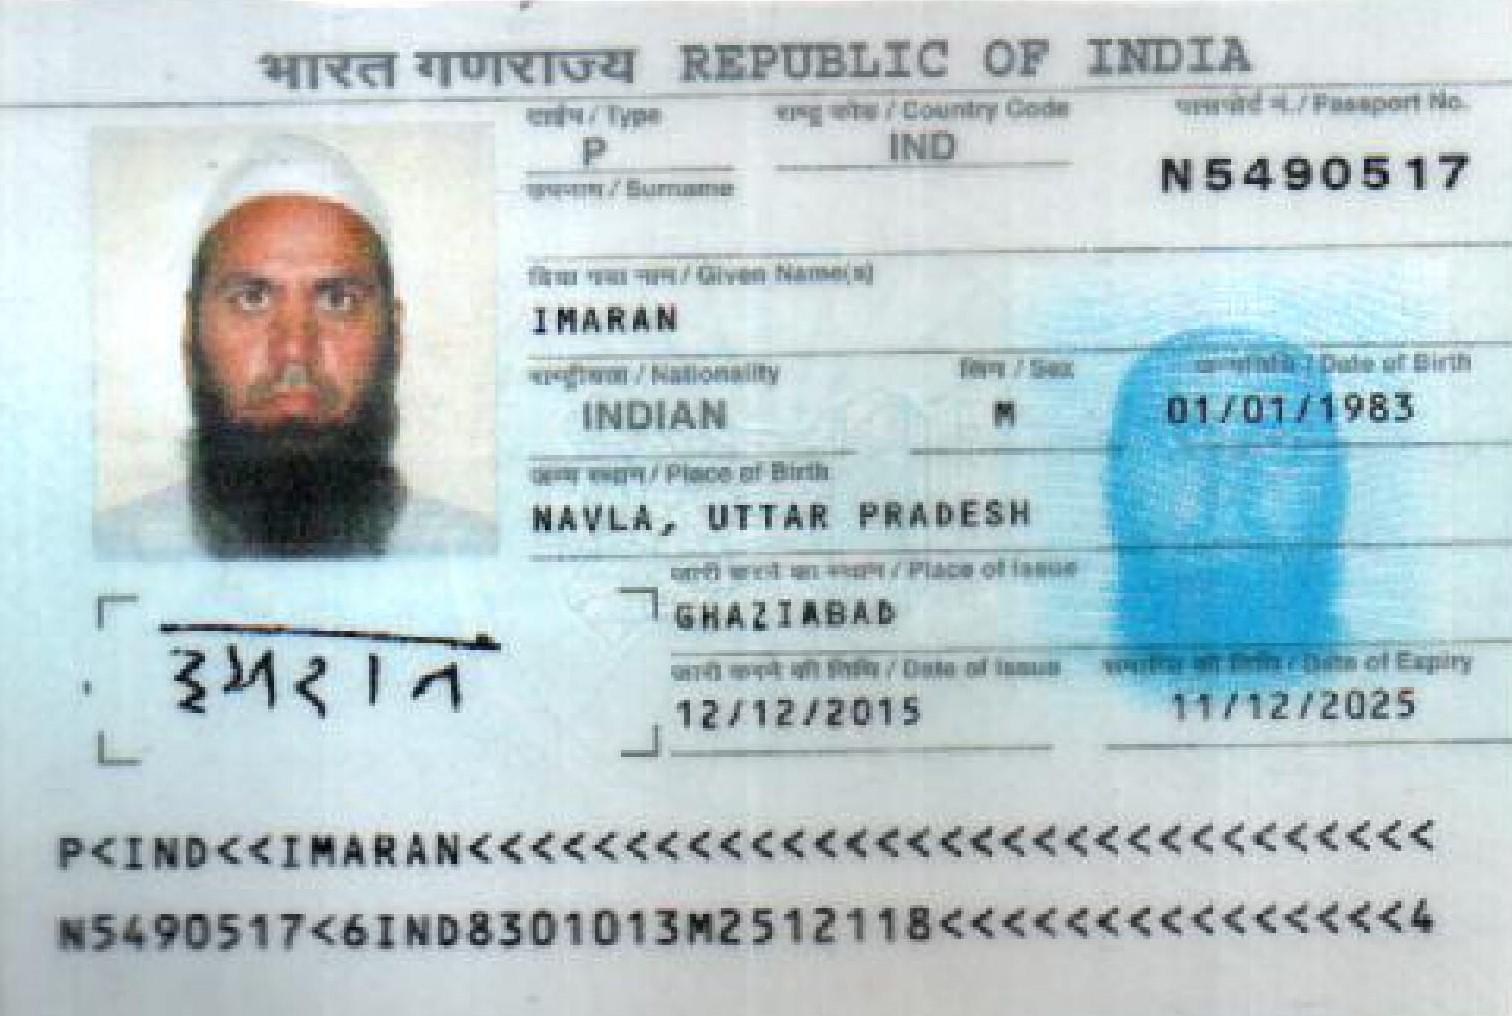 भारत गणराज्य REPUBLIC OF INDIA
टाईप / Type राष्ट्र कोड / Country Code पासपोर्ट नं. / Passport No.
P IND N5490517
उपनाम / Surname
दिया गया नाम / Given Name(s)
IMARAN
राष्ट्रीयता / Nationality लिंग / Sex जन्मतिथि / Date of Birth
INDIAN M 01/01/1983
जन्म स्थान / Place of Birth
NAVLA, UTTAR PRADESH
जारी करने का स्थान / Place of Issue
GHAZIABAD
जारी करने की तिथि / Date of Issue समाप्ति की तिथि / Date of Expiry
12/12/2015 11/12/2025
इमरान
P<IND<<IMARAN<<<<<<<<<<<<<<<<<<<<<<<<<<<<<<<
N5490517<6IND8301013M2512118<<<<<<<<<<<<<<<4